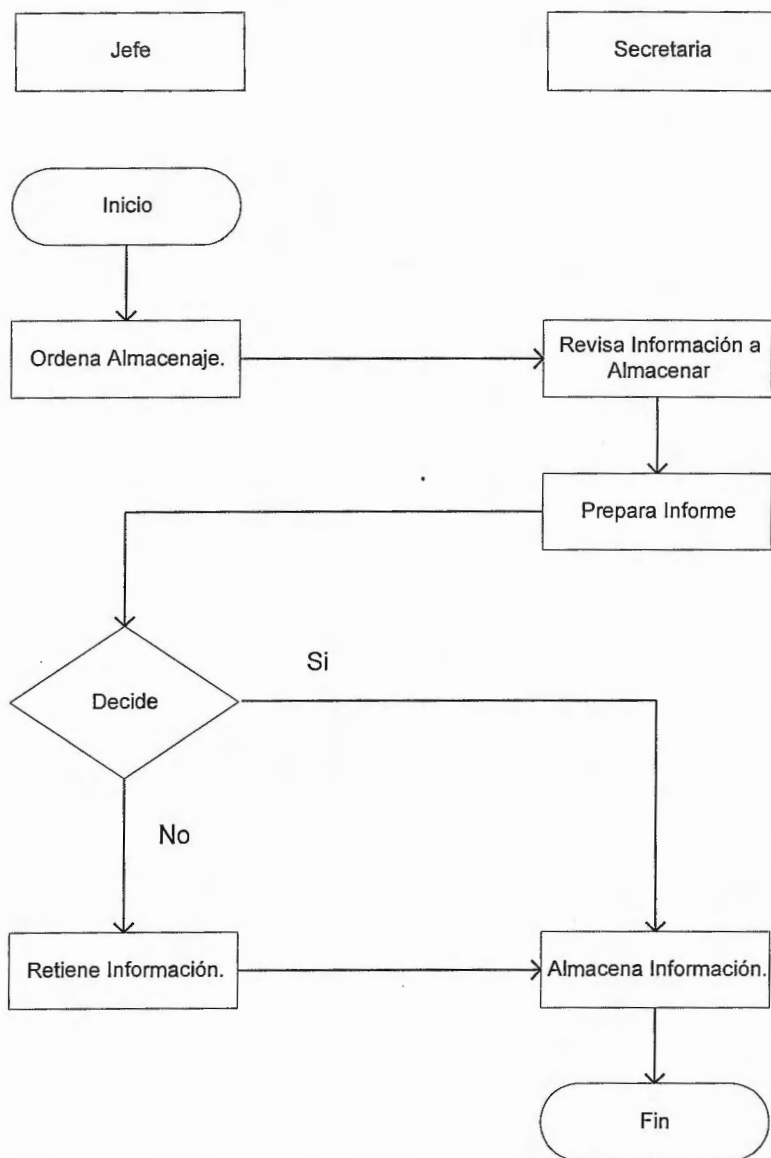 Jefe
Secretaria
Inicio
Ordena Almacenaje.
Revisa Información a
Almacenar
Prepara Informe
Decide
Si
No
Retiene Información.
Almacena Información.
Fin